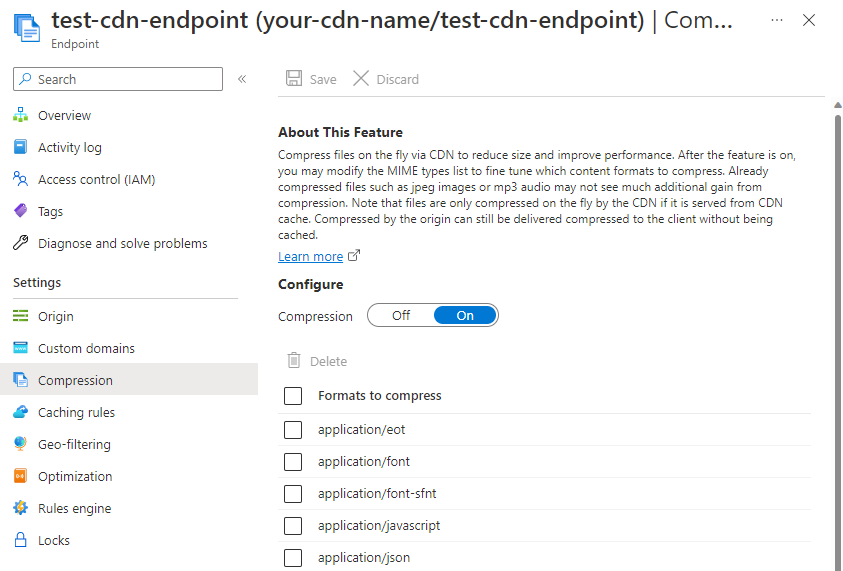 test-cdn-endpoint (your-cdn-name/test-cdn-endpoint) | Com...
Endpoint
Search
Save
Discard
Overview
Activity log
Access control (IAM)
Tags
Diagnose and solve problems
Settings
Origin
Custom domains
Compression
Caching rules
Geo-filtering
Optimization
Rules engine
Locks
About This Feature
Compress files on the fly via CDN to reduce size and improve performance. After the feature is on,
you may modify the MIME types list to fine tune which content formats to compress. Already
compressed files such as jpeg images or mp3 audio may not see much additional gain from
compression. Note that files are only compressed on the fly by the CDN if it is served from CDN
cache. Compressed by the origin can still be delivered compressed to the client without being
cached.
Learn more
Configure
Compression Off On
Delete
Formats to compress
application/eot
application/font
application/font-sfnt
application/javascript
application/json